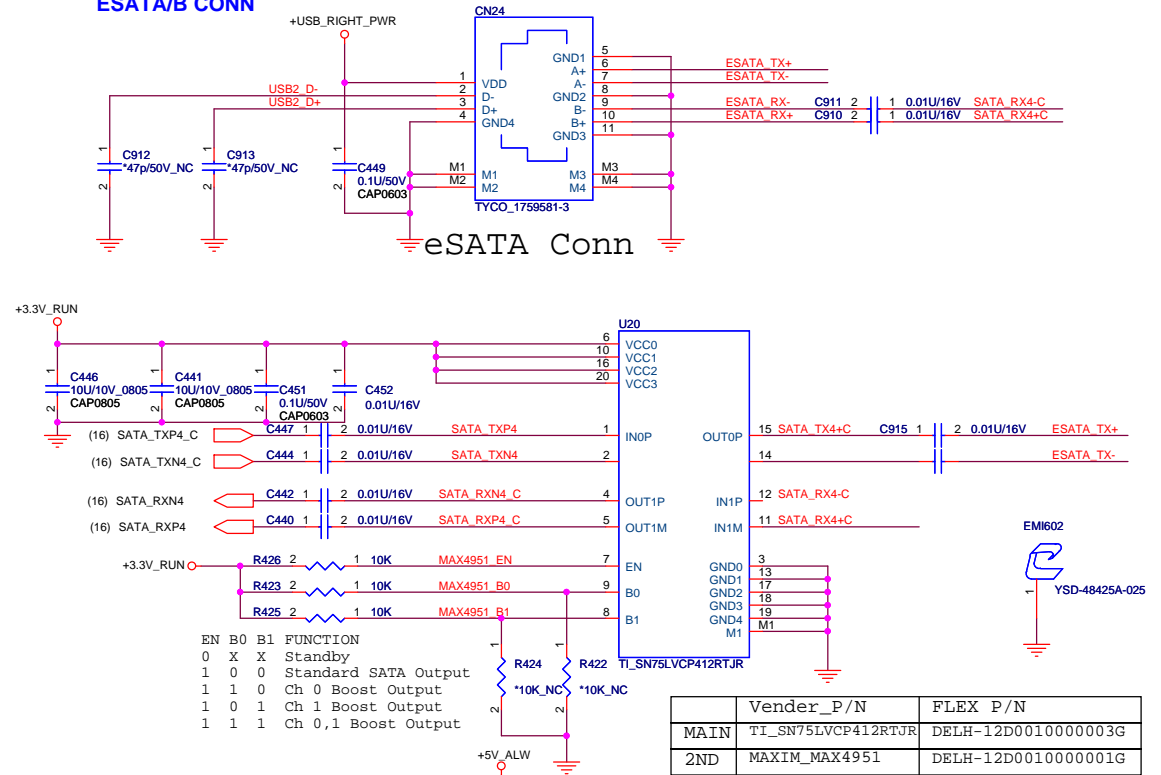 ESATA/B CONN
+USB_RIGHT_PWR
CN24
1 VDD
2 D-
3 D+
4 GND4
M1 M1
M2 M2
GND1 5
A+ 6 ESATA_TX+
A- 7 ESATA_TX-
GND2 8
B- 9 ESATA_RX- C911 2 1 0.01U/16V SATA_RX4-C
B+ 10 ESATA_RX+ C910 2 1 0.01U/16V SATA_RX4+C
GND3 11
M3 M3
M4 M4
USB2_D-
USB2_D+
1 C912 *47p/50V_NC 2
1 C913 *47p/50V_NC 2
1 C449 0.1U/50V CAP0603 2
TYCO_1759581-3
eSATA Conn
+3.3V_RUN
U20
6 VCC0
10 VCC1
16 VCC2
20 VCC3
1 C446 10U/10V_0805 CAP0805 2
1 C441 10U/10V_0805 CAP0805 2
1 C451 0.1U/50V CAP0603 2
1 C452 0.01U/16V 2
(16) SATA_TXP4_C C447 1 2 0.01U/16V SATA_TXP4 1 IN0P
(16) SATA_TXN4_C C444 1 2 0.01U/16V SATA_TXN4 2
(16) SATA_RXN4 C442 1 2 0.01U/16V SATA_RXN4_C 4 OUT1P
(16) SATA_RXP4 C440 1 2 0.01U/16V SATA_RXP4_C 5 OUT1M
OUT0P 15 SATA_TX4+C C915 1 2 0.01U/16V ESATA_TX+
14 ESATA_TX-
IN1P 12 SATA_RX4-C
IN1M 11 SATA_RX4+C
+3.3V_RUN R426 2 1 10K MAX4951_EN 7 EN
R423 2 1 10K MAX4951_B0 9 B0
R425 2 1 10K MAX4951_B1 8 B1
GND0 3
GND1 13
GND2 17
GND3 18
GND4 19
M1 M1
TI_SN75LVCP412RTJR
EMI602
1 YSD-48425A-025
1 R424 *10K_NC 2
1 R422 *10K_NC 2
EN B0 B1 FUNCTION
0 X X Standby
1 0 0 Standard SATA Output
1 1 0 Ch 0 Boost Output
1 0 1 Ch 1 Boost Output
1 1 1 Ch 0,1 Boost Output
+5V_ALW
Vender_P/N FLEX P/N
MAIN TI_SN75LVCP412RTJR DELH-12D0010000003G
2ND MAXIM_MAX4951 DELH-12D0010000001G